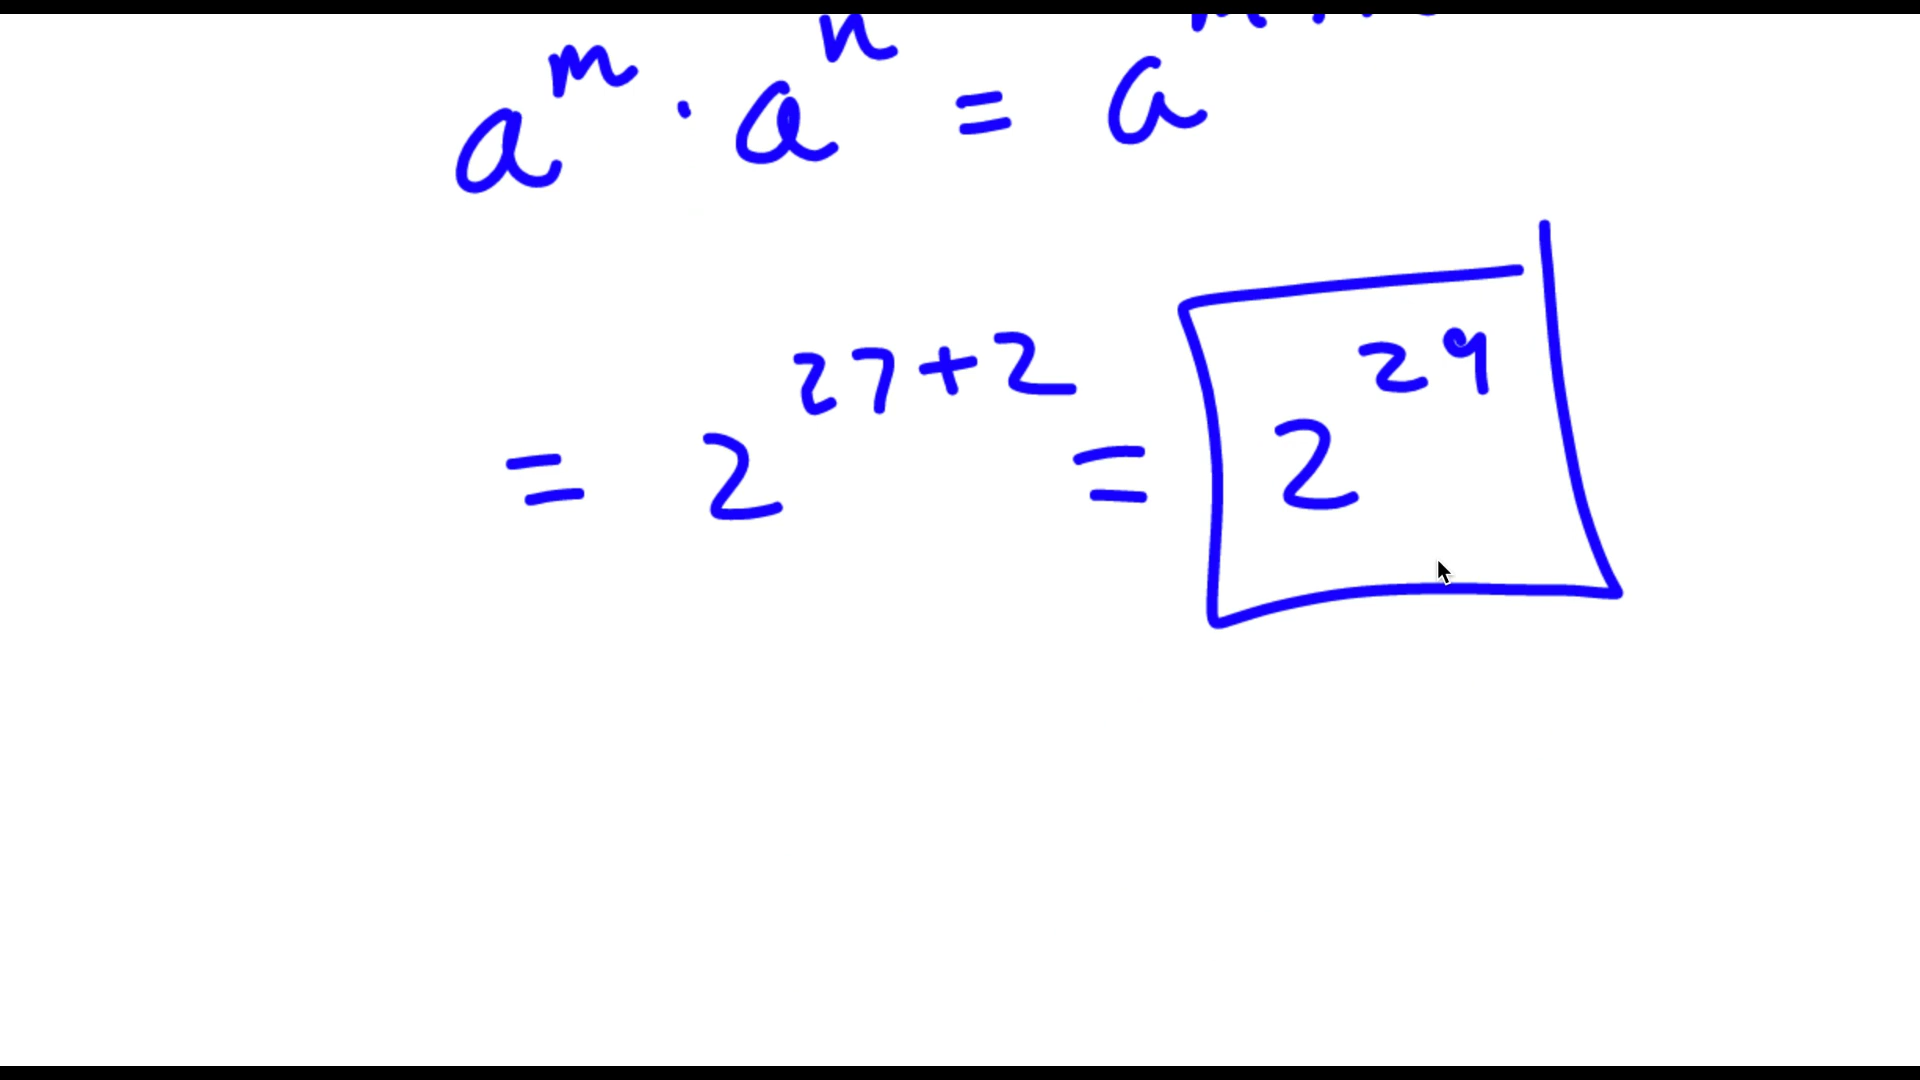 a^m · a^n = a
= 2^{27+2} = 2^{29}